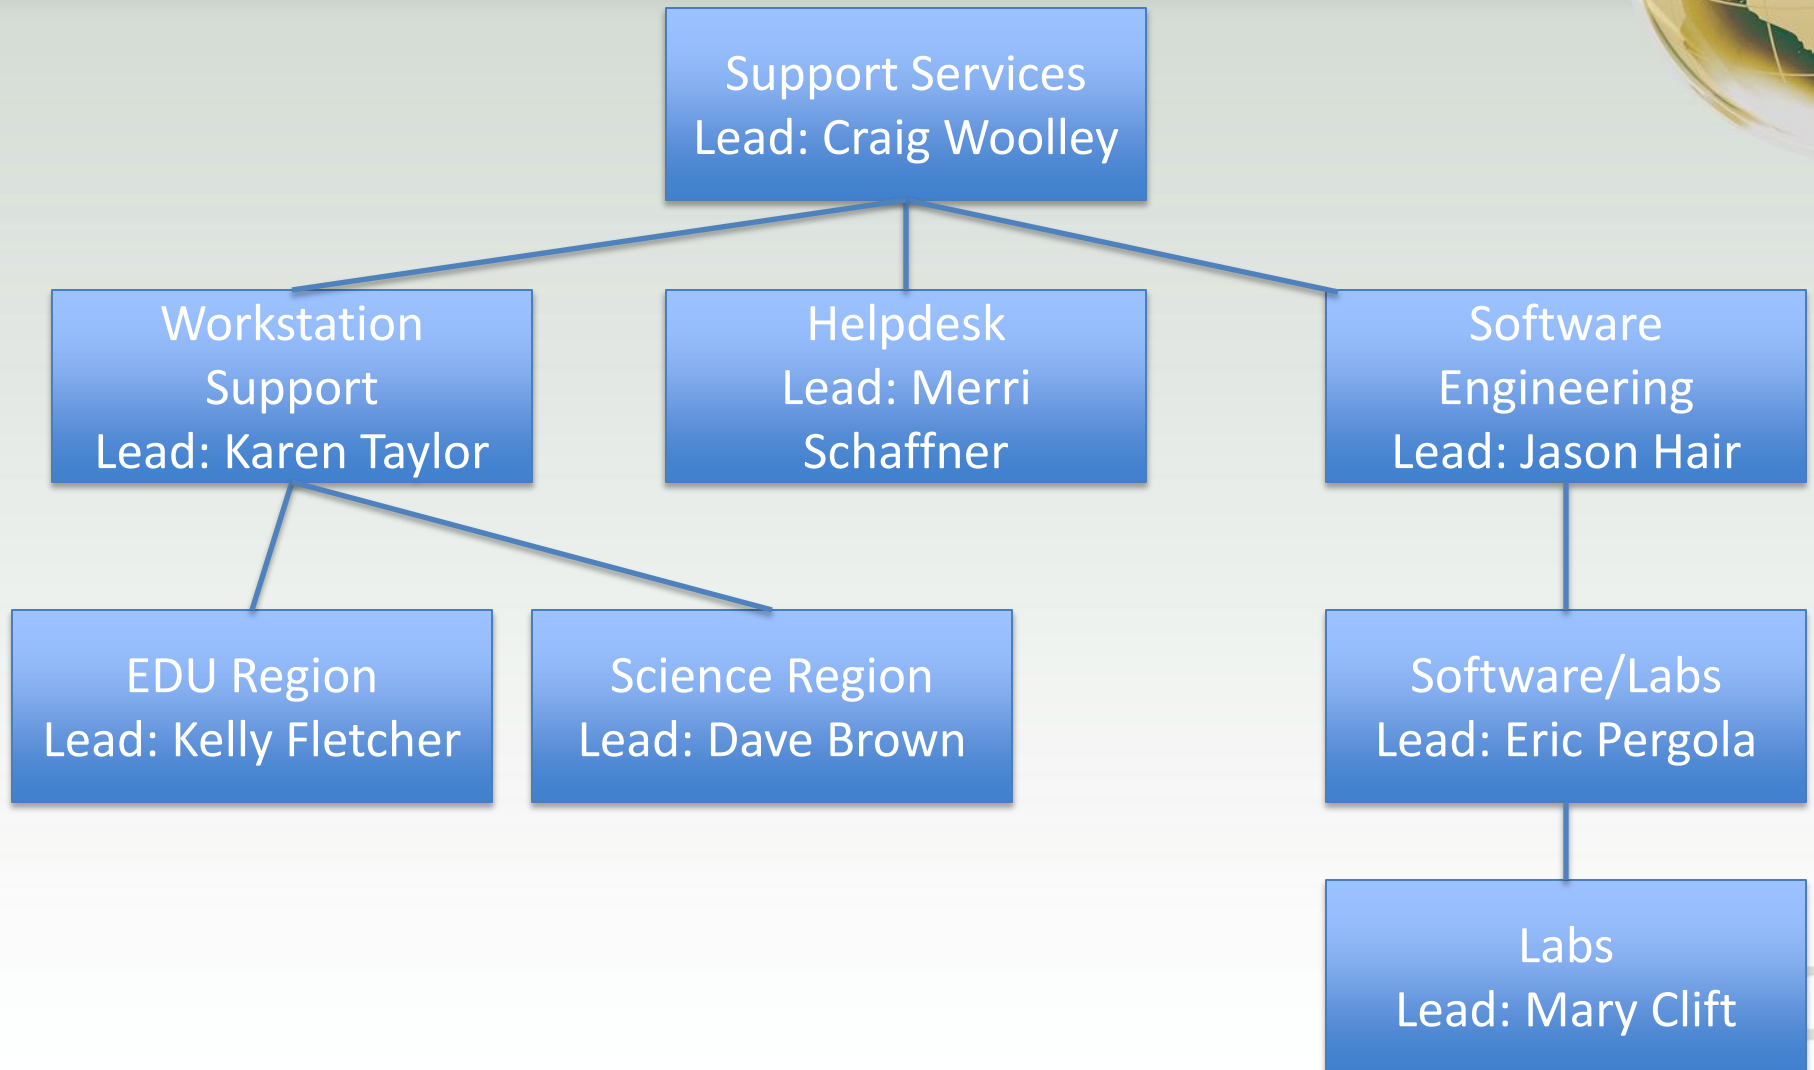 Support Services
Lead: Craig Woolley
Workstation
Support
Lead: Karen Taylor
Helpdesk
Lead: Merri
Schaffner
Software
Engineering
Lead: Jason Hair
EDU Region
Lead: Kelly Fletcher
Science Region
Lead: Dave Brown
Software/Labs
Lead: Eric Pergola
Labs
Lead: Mary Clift